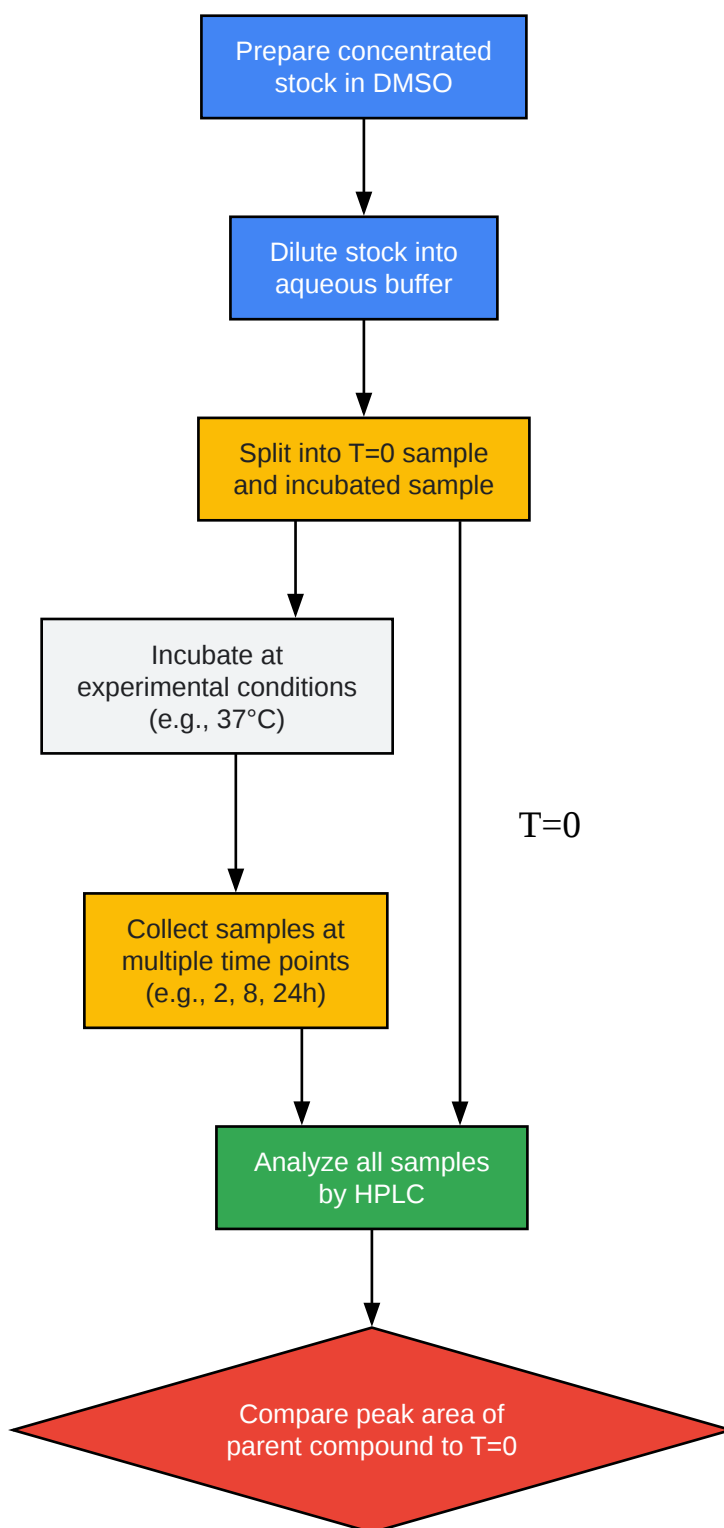 Prepare concentrated
stock in DMSO
Dilute stock into
aqueous buffer
Split into T=0 sample
and incubated sample
Incubate at
experimental conditions
(e.g., 37°C)
T=0
Collect samples at
multiple time points
(e.g., 2, 8, 24h)
Analyze all samples
by HPLC
Compare peak area of
parent compound to T=0